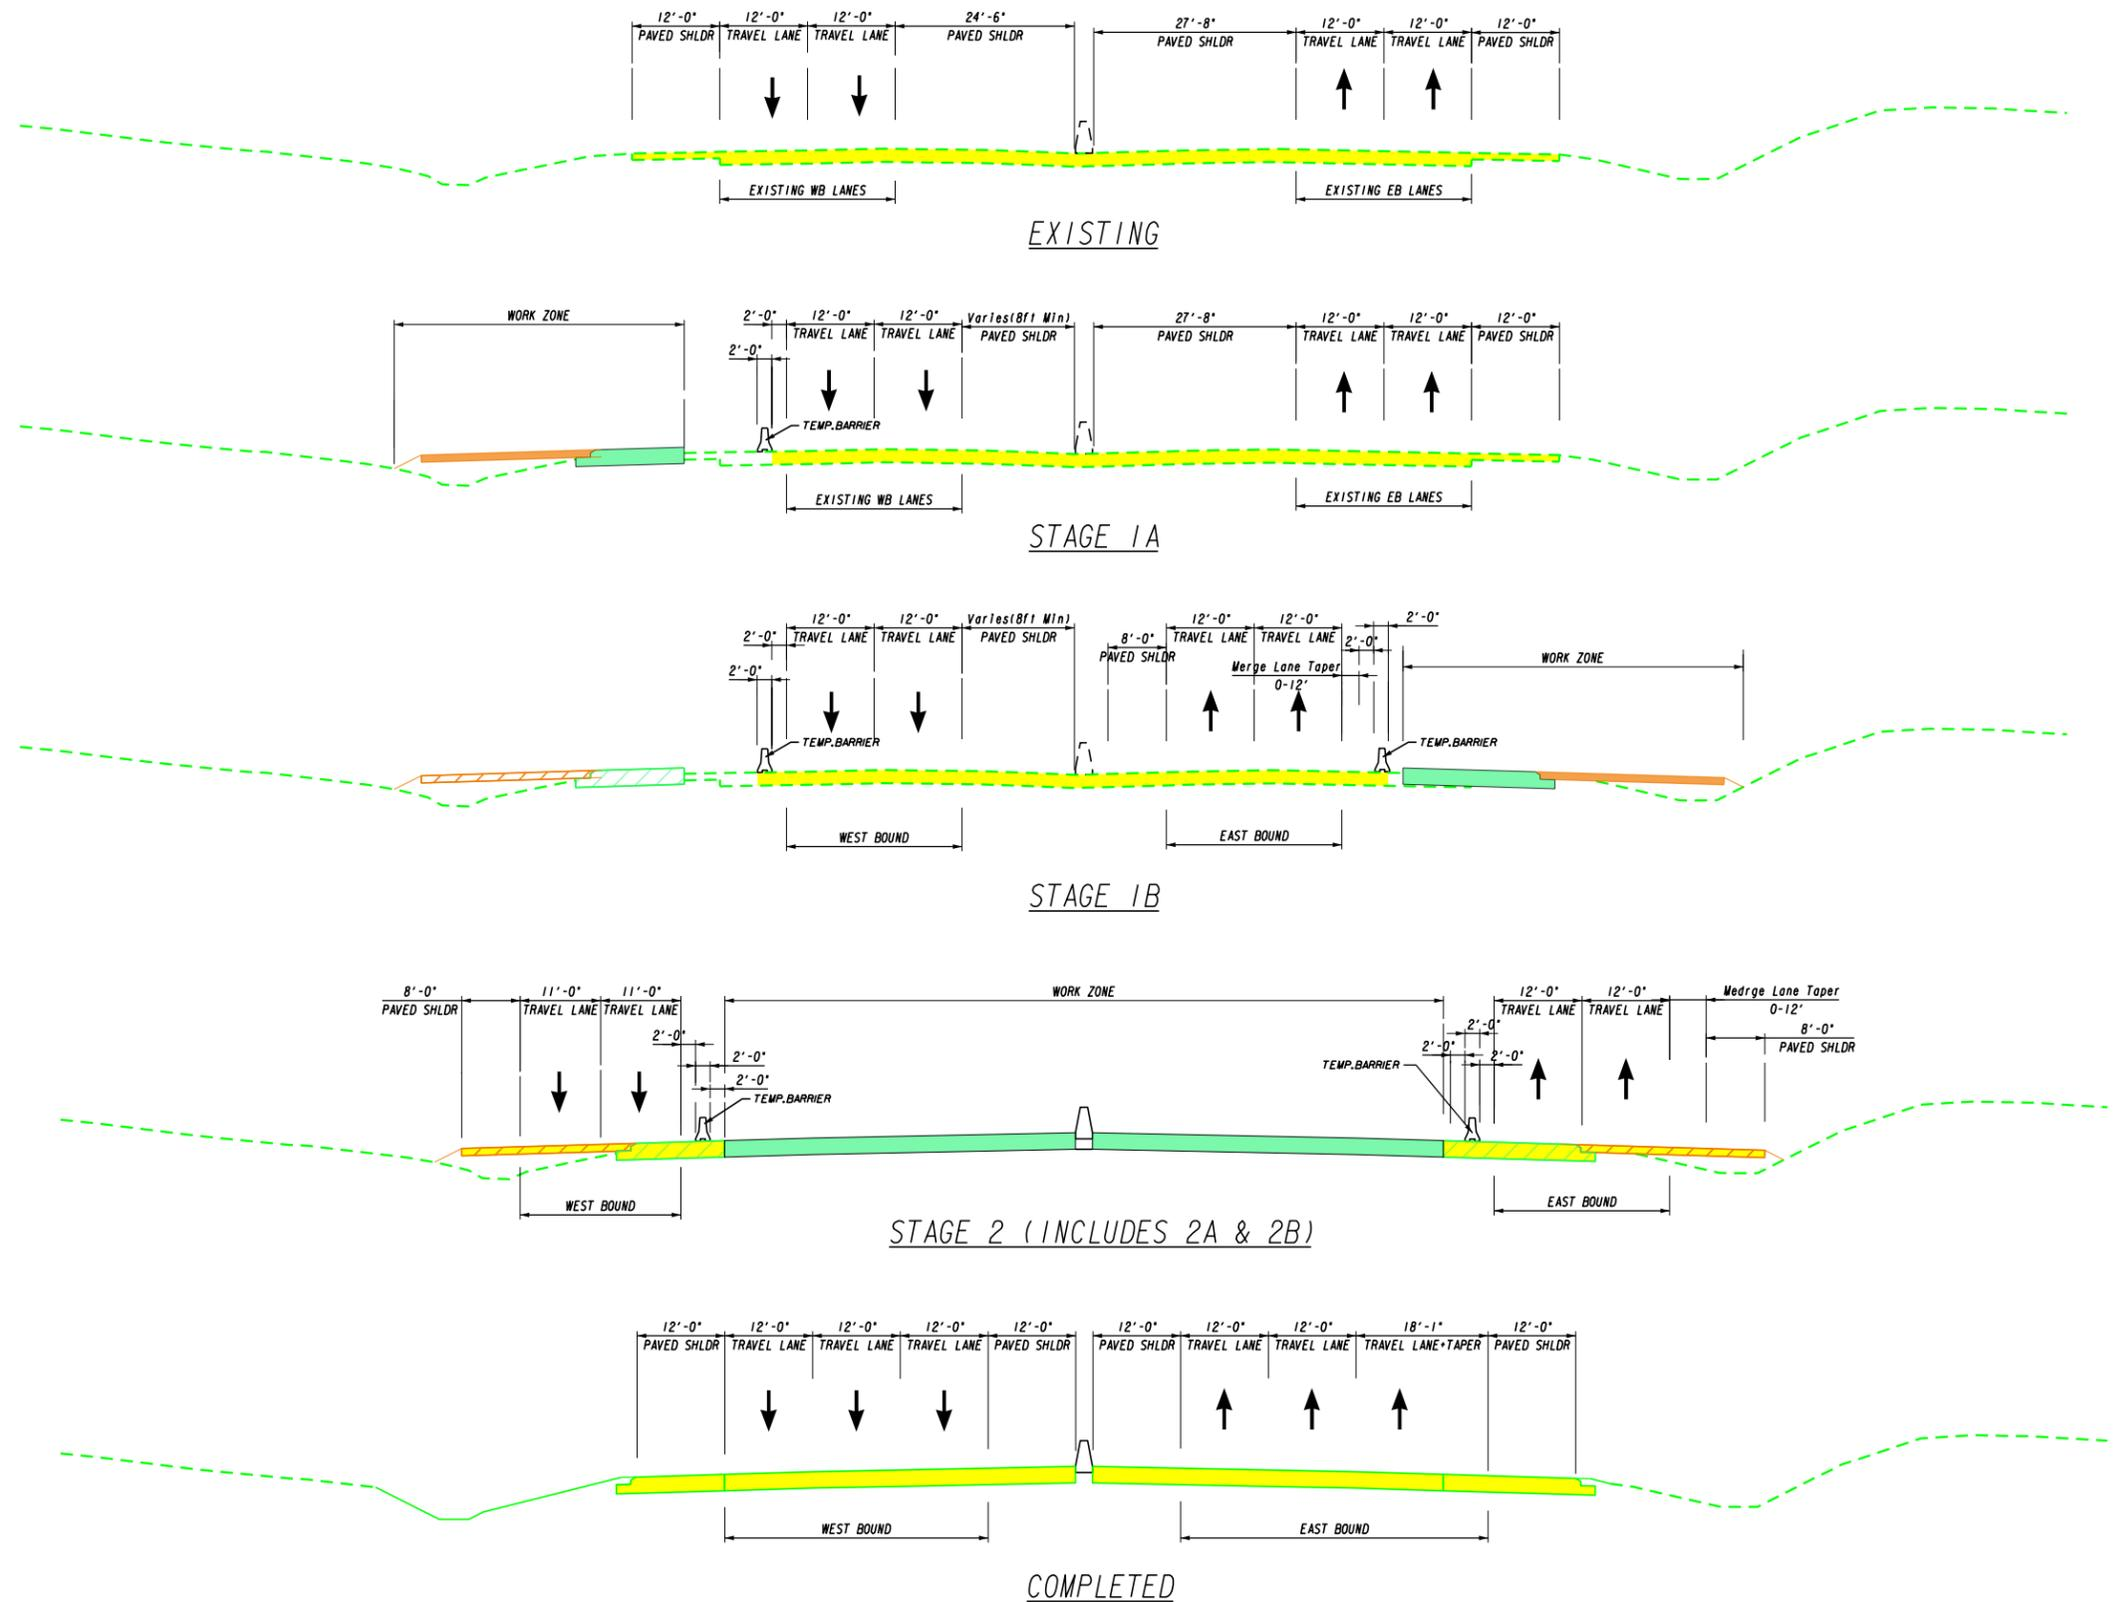 12'-0" 12'-0" 12'-0" 24'-6" 27'-8" 12'-0" 12'-0" 12'-0"
PAVED SHLDR TRAVEL LANE TRAVEL LANE PAVED SHLDR PAVED SHLDR TRAVEL LANE TRAVEL LANE PAVED SHLDR
EXISTING WB LANES EXISTING EB LANES
EXISTING
WORK ZONE 2'-0" 12'-0" 12'-0" Varies(8ft Min) 27'-8" 12'-0" 12'-0" 12'-0"
TRAVEL LANE TRAVEL LANE PAVED SHLDR PAVED SHLDR TRAVEL LANE TRAVEL LANE PAVED SHLDR
2'-0"
TEMP.BARRIER
EXISTING WB LANES EXISTING EB LANES
STAGE 1A
12'-0" 12'-0" Varies(8ft Min) 12'-0" 12'-0" 2'-0"
2'-0" TRAVEL LANE TRAVEL LANE PAVED SHLDR 8'-0" TRAVEL LANE TRAVEL LANE 2'-0"
PAVED SHLDR WORK ZONE
2'-0" Merge Lane Taper
0-12'
TEMP.BARRIER TEMP.BARRIER
WEST BOUND EAST BOUND
STAGE 1B
8'-0" 11'-0" 11'-0" WORK ZONE 12'-0" 12'-0" Medrge Lane Taper
PAVED SHLDR TRAVEL LANE TRAVEL LANE TRAVEL LANE TRAVEL LANE 0-12'
2'-0" 2'-0" 8'-0"
2'-0" 2'-0" 2'-0" PAVED SHLDR
2'-0" TEMP.BARRIER
TEMP.BARRIER
WEST BOUND EAST BOUND
STAGE 2 (INCLUDES 2A & 2B)
12'-0" 12'-0" 12'-0" 12'-0" 12'-0" 12'-0" 12'-0" 12'-0" 18'-1" 12'-0"
PAVED SHLDR TRAVEL LANE TRAVEL LANE TRAVEL LANE PAVED SHLDR PAVED SHLDR TRAVEL LANE TRAVEL LANE TRAVEL LANE+TAPER PAVED SHLDR
WEST BOUND EAST BOUND
COMPLETED